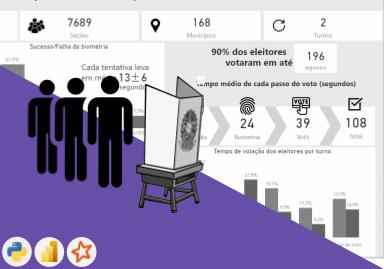 7689
Seção
168
Municípios
2
Turnos
Sucesso/Falha da biometria
90% dos eleitores
votaram em até
196
segundos
Cada tentativa leva
em média 13±6
segundos
Tempo médio de cada passo do voto (segundos)
VOTE
24
Biometria
39
Voto
108
Total
Tempo de votação dos eleitores por turno